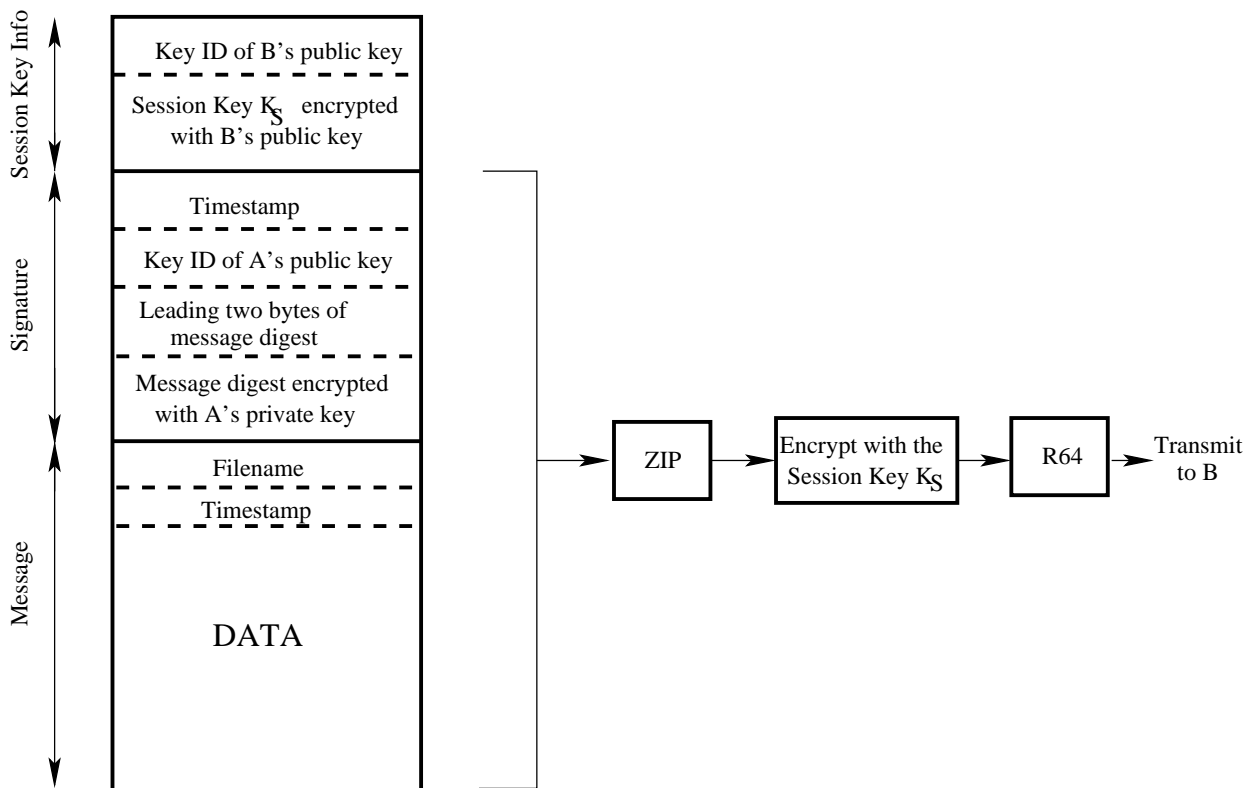 Session Key Info
Key ID of B's public key
Session Key K_S encrypted
with B's public key
Signature
Timestamp
Key ID of A's public key
Leading two bytes of
message digest
Message digest encrypted
with A's private key
Message
Filename
Timestamp
DATA
ZIP
Encrypt with the
Session Key K_S
R64
Transmit
to B